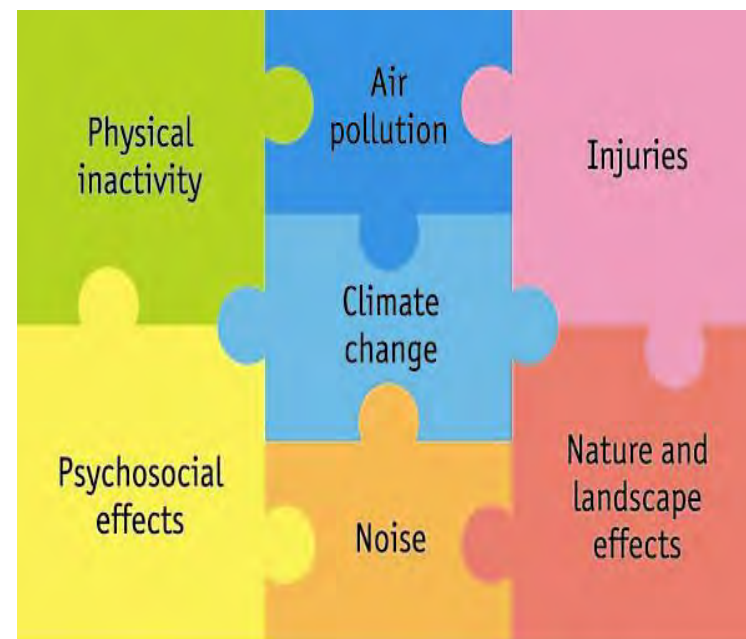 Physical
inactivity
Air
pollution
Injuries
Climate
change
Psychosocial
effects
Noise
Nature and
landscape
effects